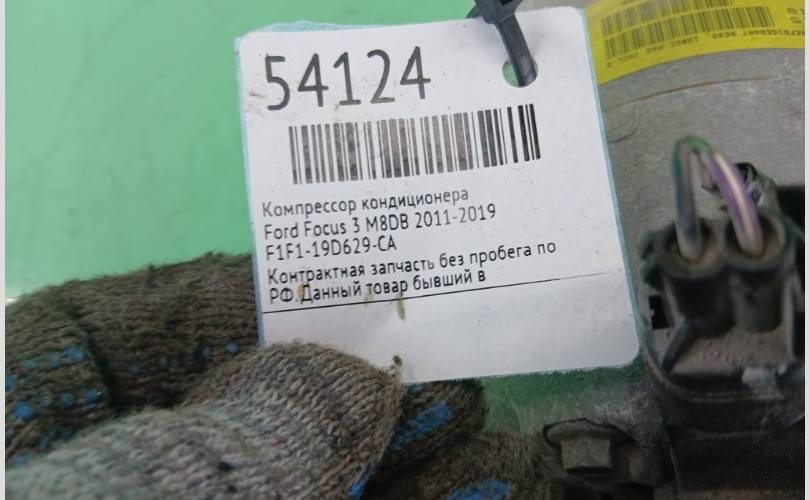 54124
Компрессор кондиционера
Ford Focus 3 M8DB 2011-2019
F1F1-19D629-CA
Контрактная запчасть без пробега по
РФ. Данный товар бывший в